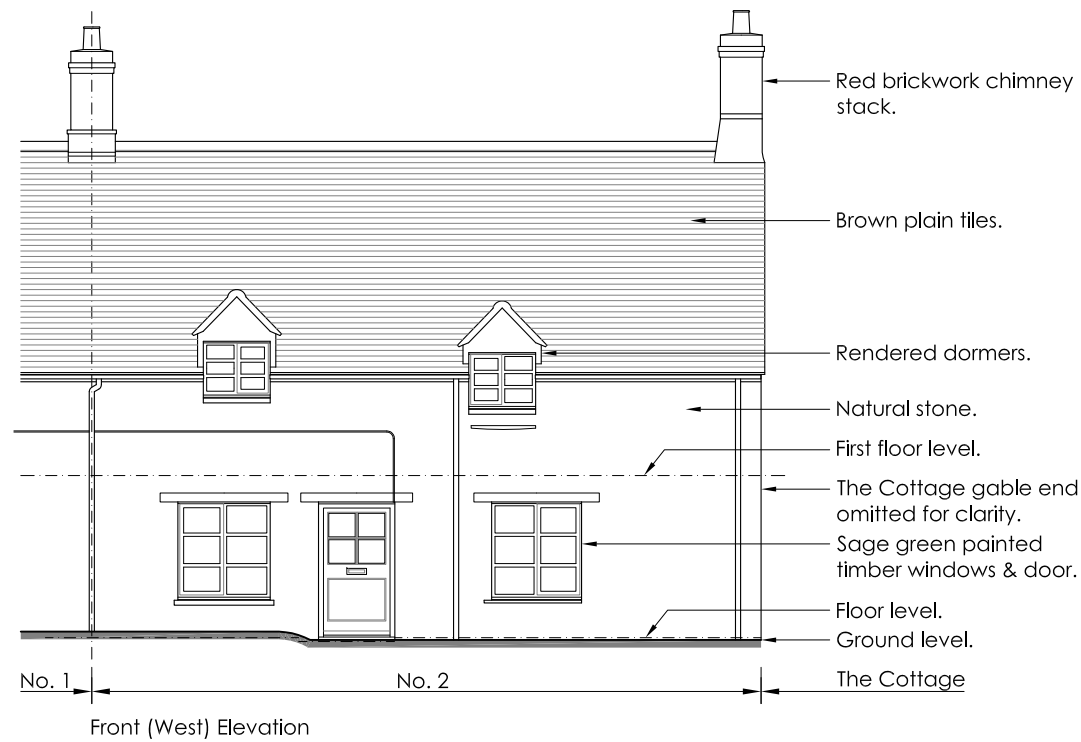 Red brickwork chimney
stack.
Brown plain tiles.
Rendered dormers.
Natural stone.
First floor level.
The Cottage gable end
omitted for clarity.
Sage green painted
timber windows & door.
Floor level.
Ground level.
No. 1
No. 2
The Cottage
Front (West) Elevation